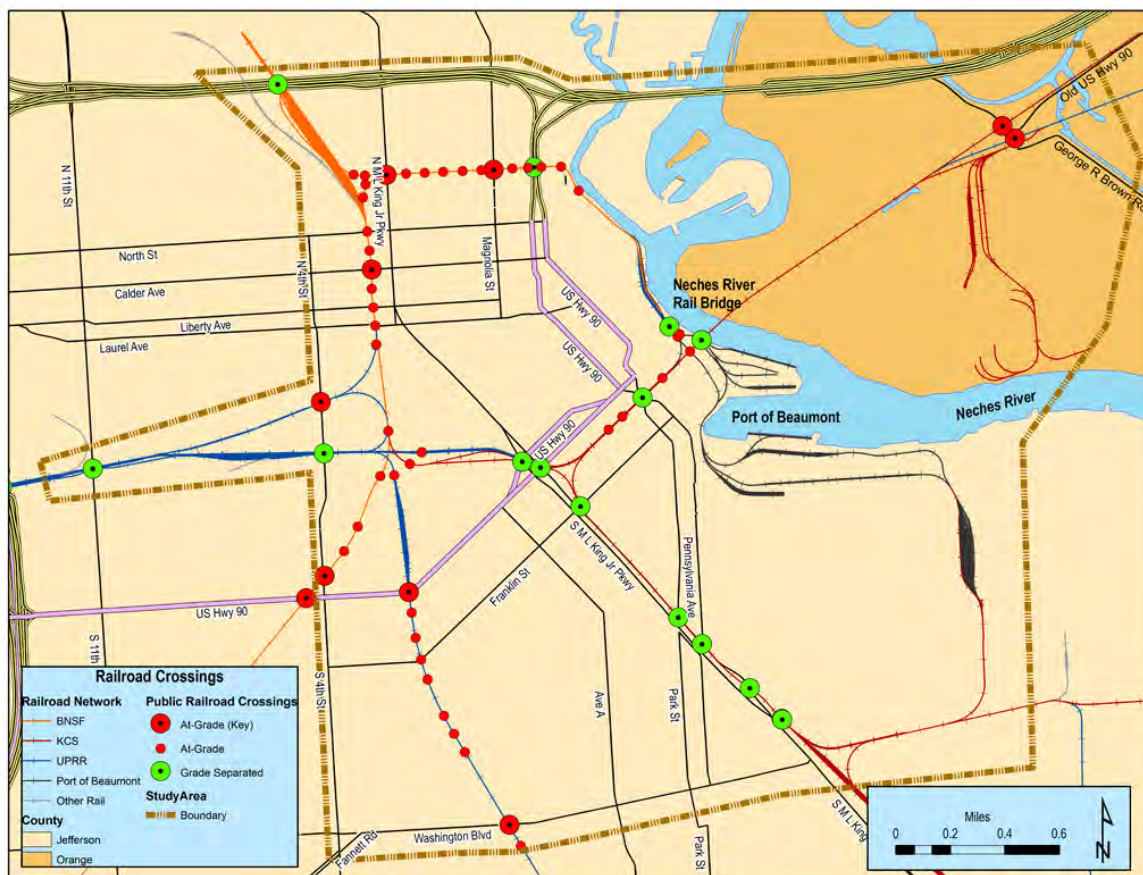 Old US Hwy 90
George R Brown Rd
N 11th St
N M L King Jr Pkwy
Magnolia St
North St
N 4th St
Calder Ave
Liberty Ave
Laurel Ave
US Hwy 90
US Hwy 90
US Hwy 90
Neches River
Rail Bridge
Neches River
Port of Beaumont
S M L King Jr Pkwy
Pennsylvania Ave
Franklin St
US Hwy 90
S 11th
S 4th St
Ave A
Park St
Park St
Washington Blvd
Fannett Rd
S M L King
Railroad Crossings
Railroad Network
BNSF
KCS
UPRR
Port of Beaumont
Other Rail
County
Jefferson
Orange
Public Railroad Crossings
At-Grade (Key)
At-Grade
Grade Separated
StudyArea
Boundary
Miles
0 0.2 0.4 0.6
N